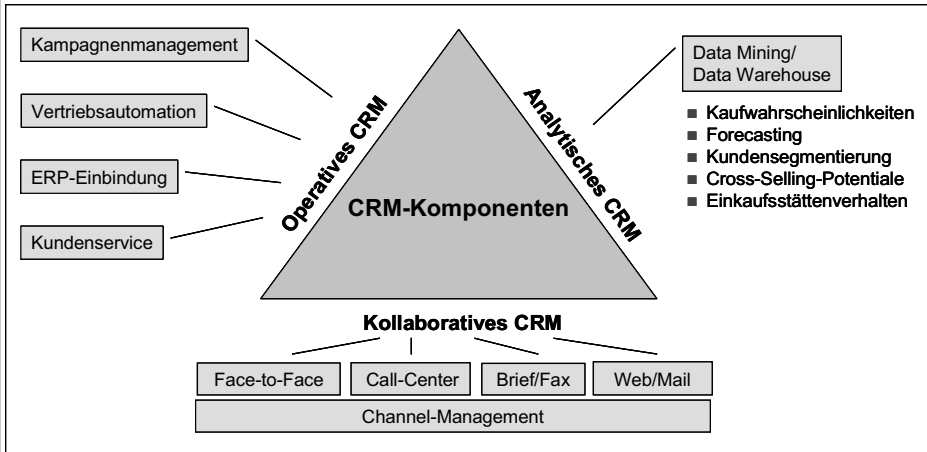 Kampagnenmanagement
Vertriebsautomation
ERP-Einbindung
Kundenservice
Operatives CRM
CRM-Komponenten
Analytisches CRM
Data Mining/
Data Warehouse
■ Kaufwahrscheinlichkeiten
■ Forecasting
■ Kundensegmentierung
■ Cross-Selling-Potentiale
■ Einkaufsstättenverhalten
Kollaboratives CRM
Face-to-Face
Call-Center
Brief/Fax
Web/Mail
Channel-Management